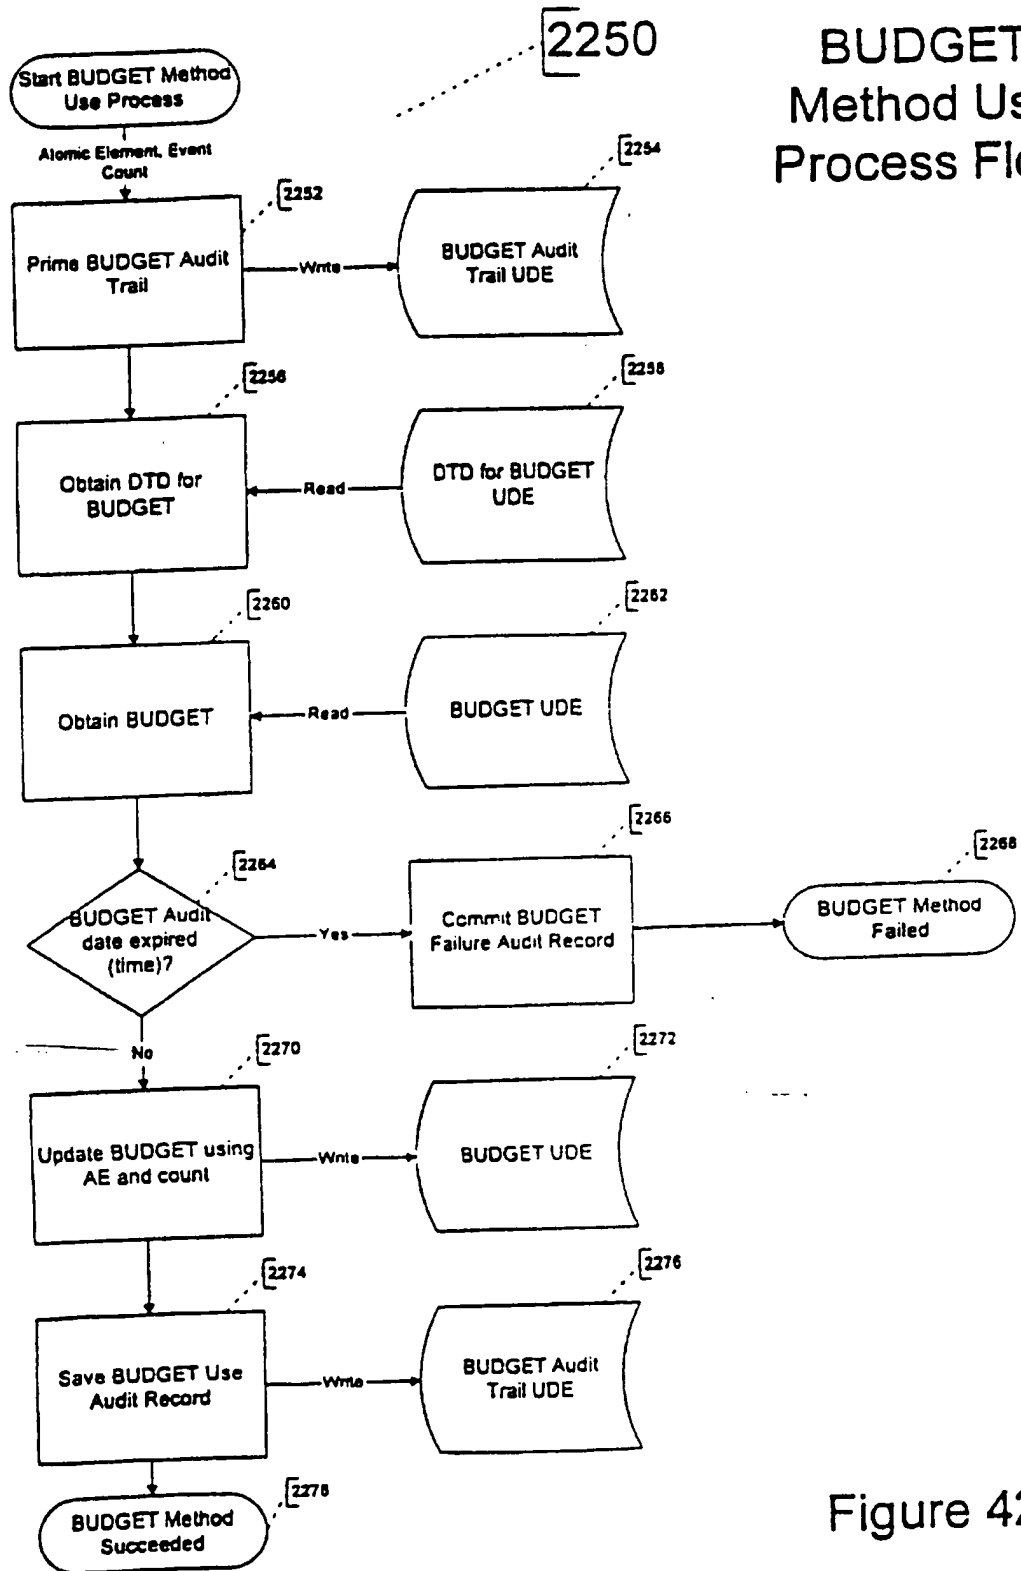 2250
BUDGET
Method Us
Process Fl
Start BUDGET Method
Use Process
Atomic Element, Event
Count
2252
2254
Prime BUDGET Audit
Trail
Write
BUDGET Audit
Trail UDE
2256
2258
Obtain DTD for
BUDGET
Read
DTD for BUDGET
UDE
2260
2262
Obtain BUDGET
Read
BUDGET UDE
2264
2266
2268
BUDGET Audit
date expired
(time)?
Yes
Commit BUDGET
Failure Audit Record
BUDGET Method
Failed
No
2270
2272
Update BUDGET using
AE and count
Write
BUDGET UDE
2274
2276
Save BUDGET Use
Audit Record
Write
BUDGET Audit
Trail UDE
2278
BUDGET Method
Succeeded
Figure 42